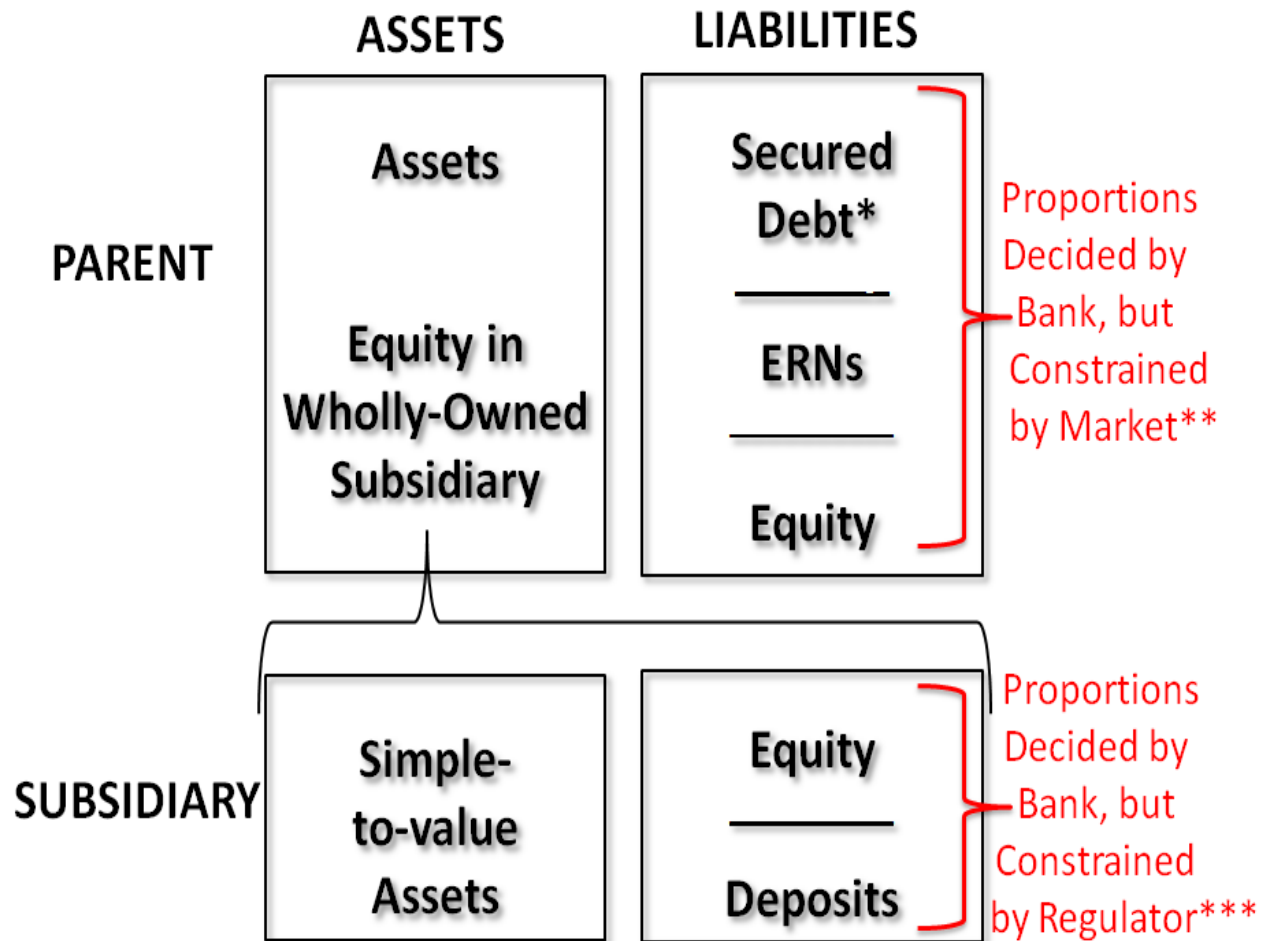 ASSETS
LIABILITIES
PARENT
Assets
Equity in
Wholly-Owned
Subsidiary
Secured
Debt*
ERNs
Equity
Proportions
Decided by
Bank, but
Constrained
by Market**
SUBSIDIARY
Simple-
to-value
Assets
Equity
Deposits
Proportions
Decided by
Bank, but
Constrained
by Regulator***